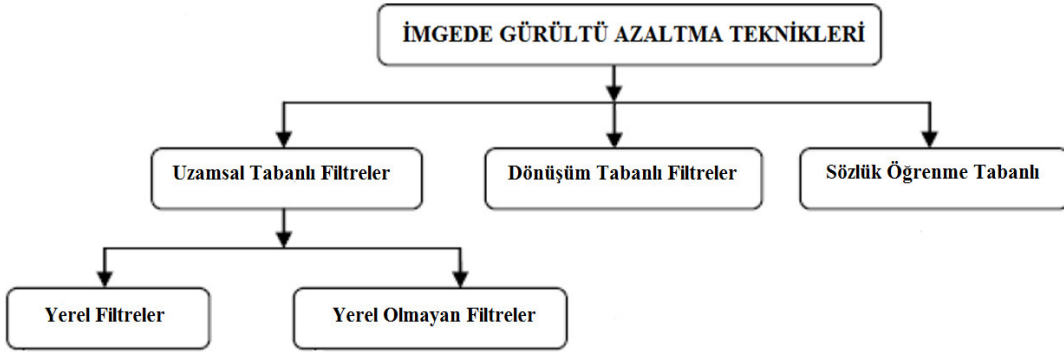 İMGEDE GÜRÜLTÜ AZALTMA TEKNİKLERİ
Uzamsal Tabanlı Filtreler
Dönüşüm Tabanlı Filtreler
Sözlük Öğrenme Tabanlı
Yerel Filtreler
Yerel Olmayan Filtreler